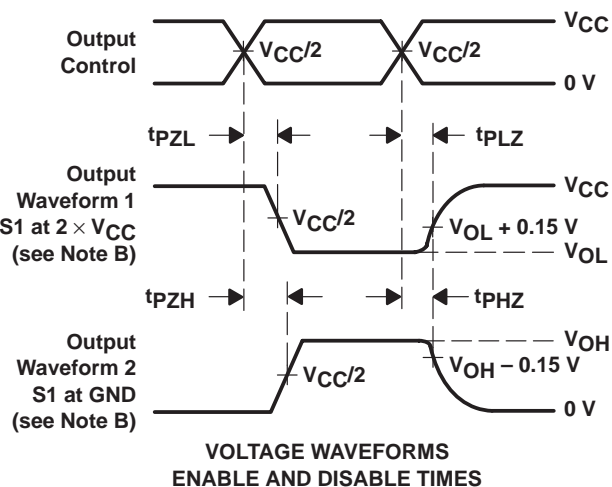 Output
Control
VCC/2
VCC/2
VCC
0 V
tPZL
tPLZ
Output
Waveform 1
S1 at 2 × VCC
(see Note B)
VCC/2
VCC
VOL + 0.15 V
VOL
tPZH
tPHZ
Output
Waveform 2
S1 at GND
(see Note B)
VCC/2
VOH
VOH – 0.15 V
0 V
VOLTAGE WAVEFORMS
ENABLE AND DISABLE TIMES